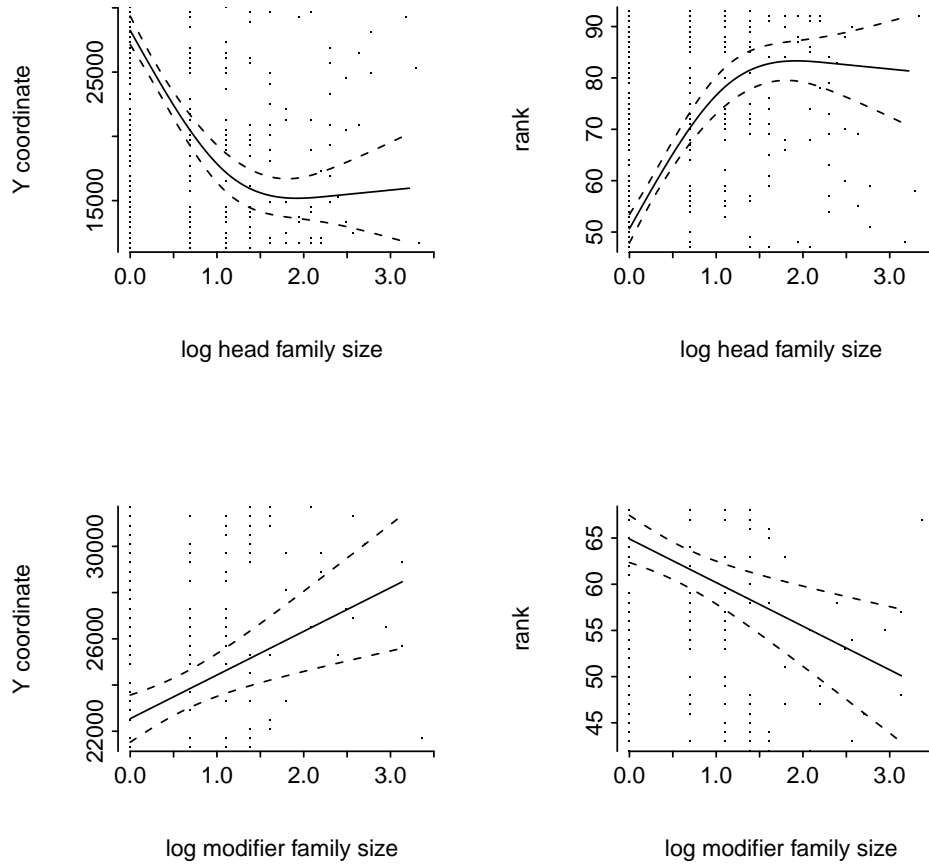 Y coordinate
15000
25000
0.0 1.0 2.0 3.0
log head family size
rank
50 60 70 80 90
0.0 1.0 2.0 3.0
log head family size
Y coordinate
22000 26000 30000
0.0 1.0 2.0 3.0
log modifier family size
rank
45 50 55 60 65
0.0 1.0 2.0 3.0
log modifier family size